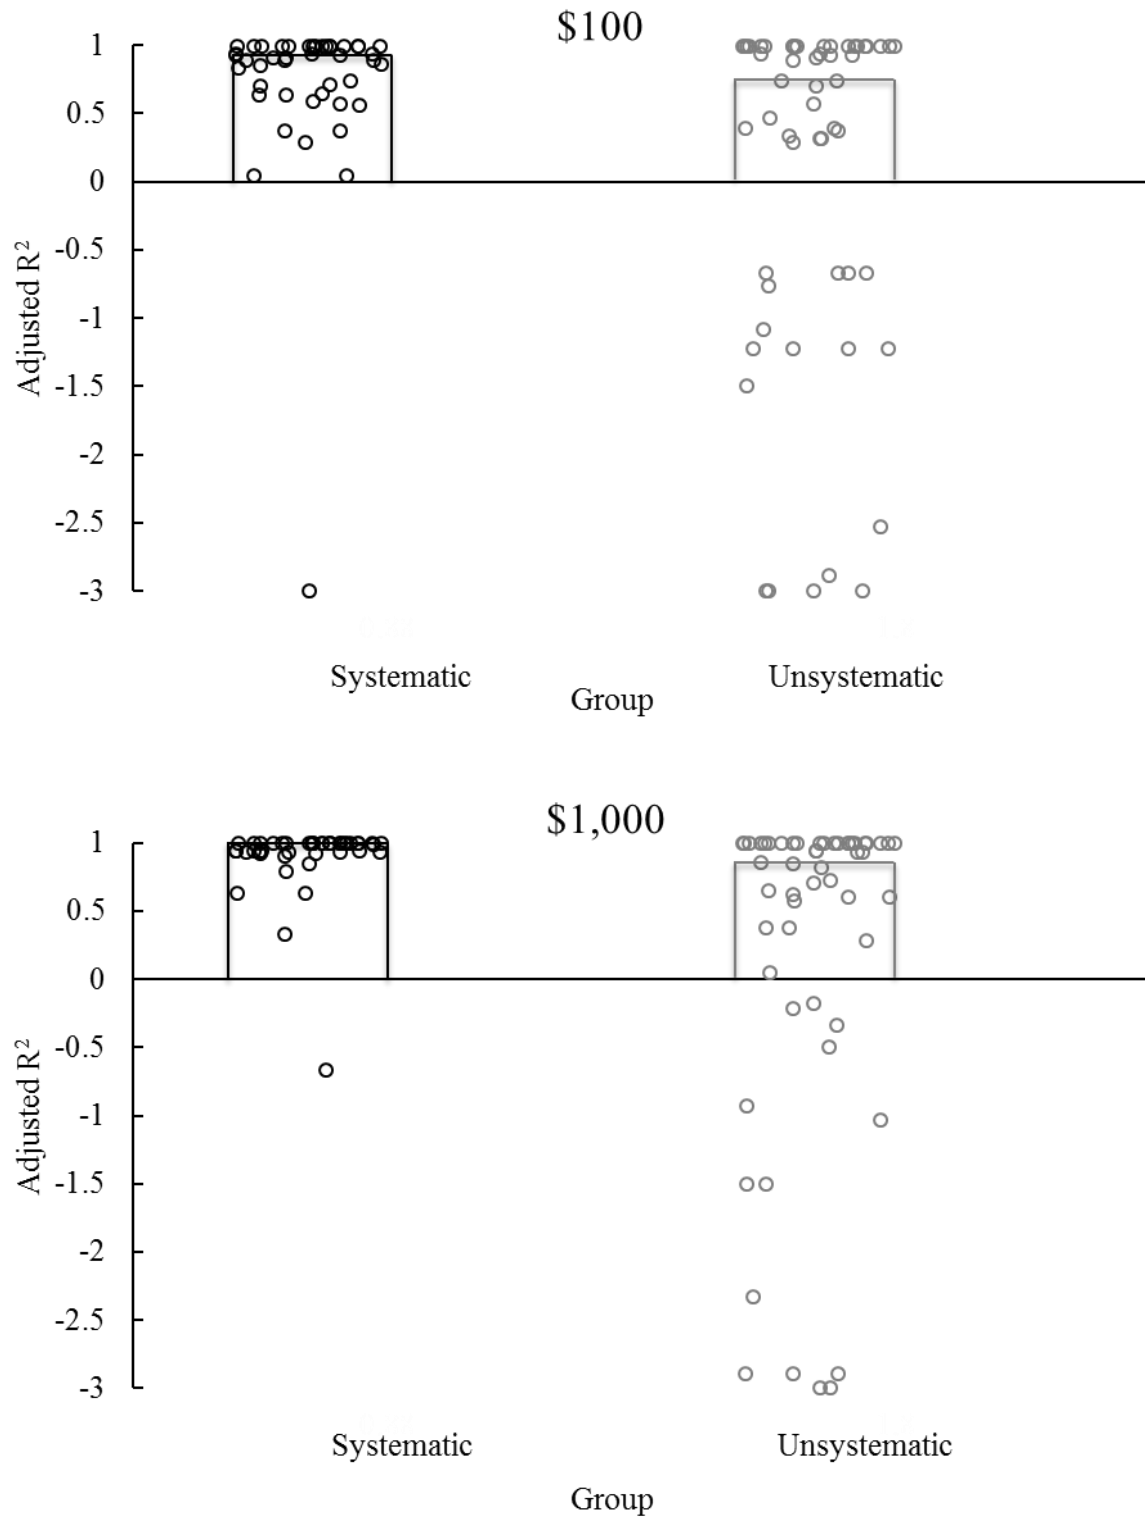 $100
1
0.5
0
-0.5
-1
-1.5
-2
-2.5
-3
Adjusted R²
Systematic
Unsystematic
Group
$1,000
1
0.5
0
-0.5
-1
-1.5
-2
-2.5
-3
Adjusted R²
Systematic
Unsystematic
Group